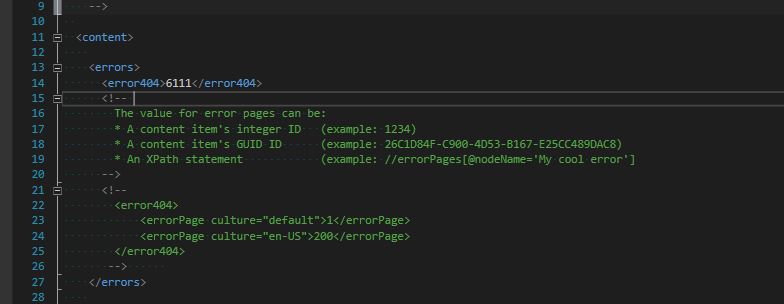 9 -->
10
11 <content>
12
13 <errors>
14 <error404>6111</error404>
15 <!--
16 The value for error pages can be:
17 * A content item's integer ID (example: 1234)
18 * A content item's GUID ID (example: 26C1D84F-C900-4D53-B167-E25CC489DAC8)
19 * An XPath statement (example: //errorPages[@nodeName='My cool error']
20 -->
21 <!--
22 <error404>
23 <errorPage culture="default">1</errorPage>
24 <errorPage culture="en-US">200</errorPage>
25 </error404>
26 -->
27 </errors>
28